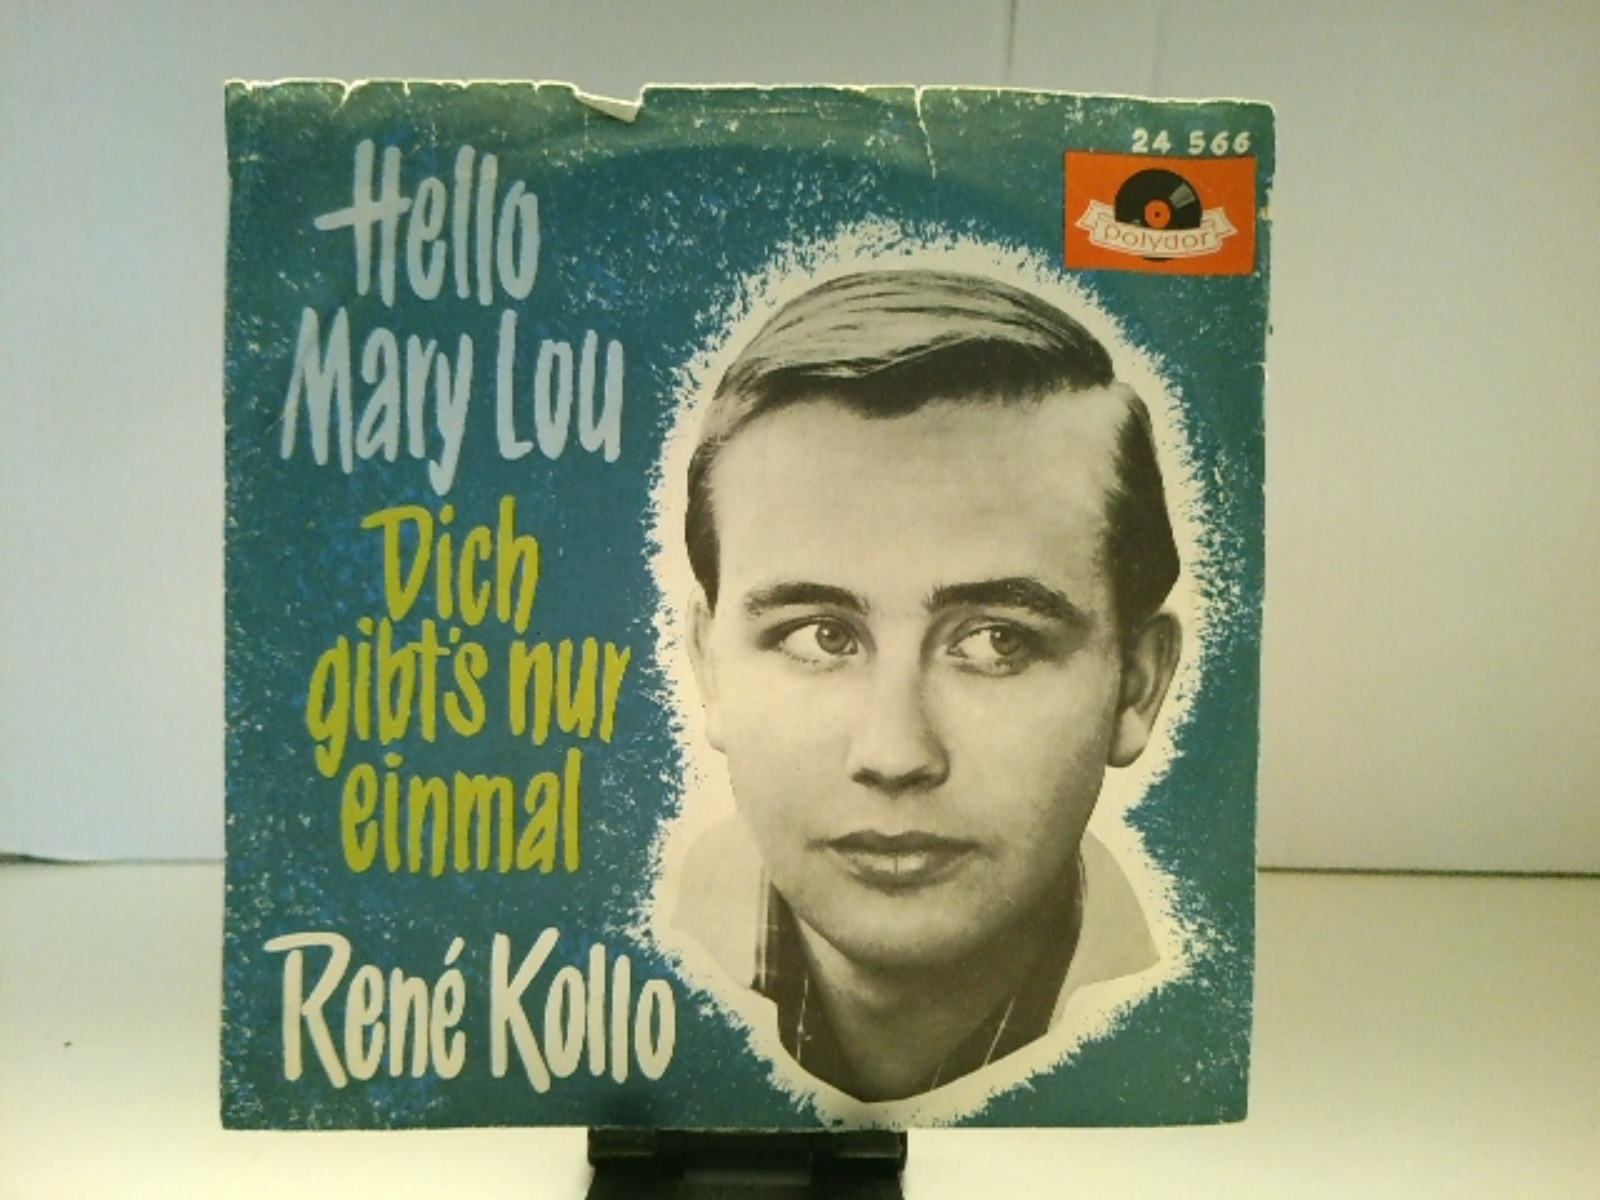 24 566
polydor
Hello
Mary Lou
Dich
gibt's nur
einmal
René Kollo